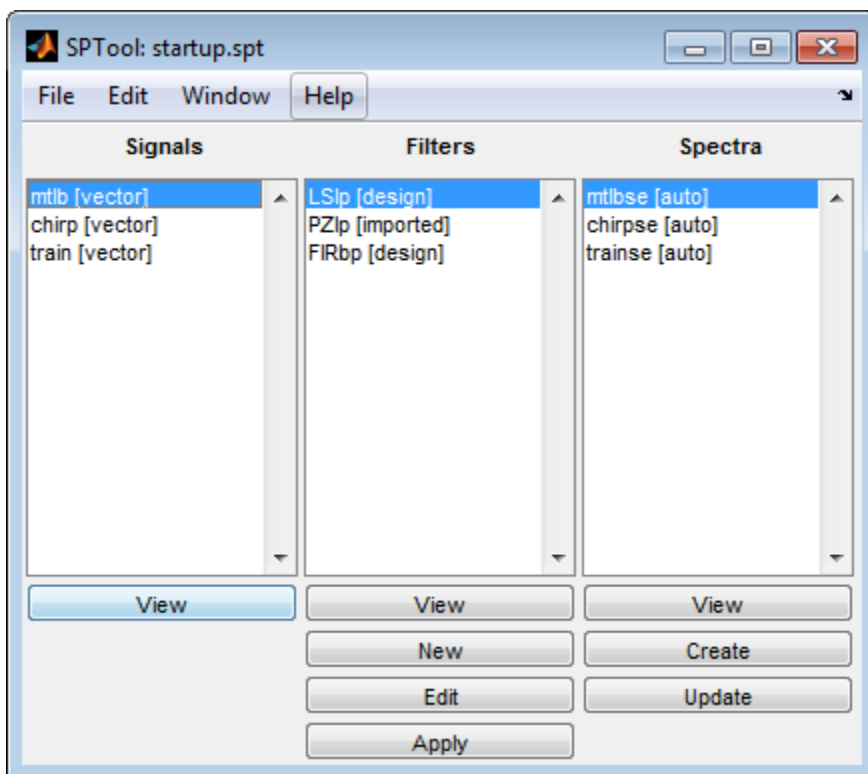 SPTool: startup.spt
File Edit Window Help
Signals Filters Spectra
mtlb [vector]
chirp [vector]
train [vector]
LSlp [design]
PZlp [imported]
FIRbp [design]
mtlbse [auto]
chirpse [auto]
trainse [auto]
View View View
New Create
Edit Update
Apply